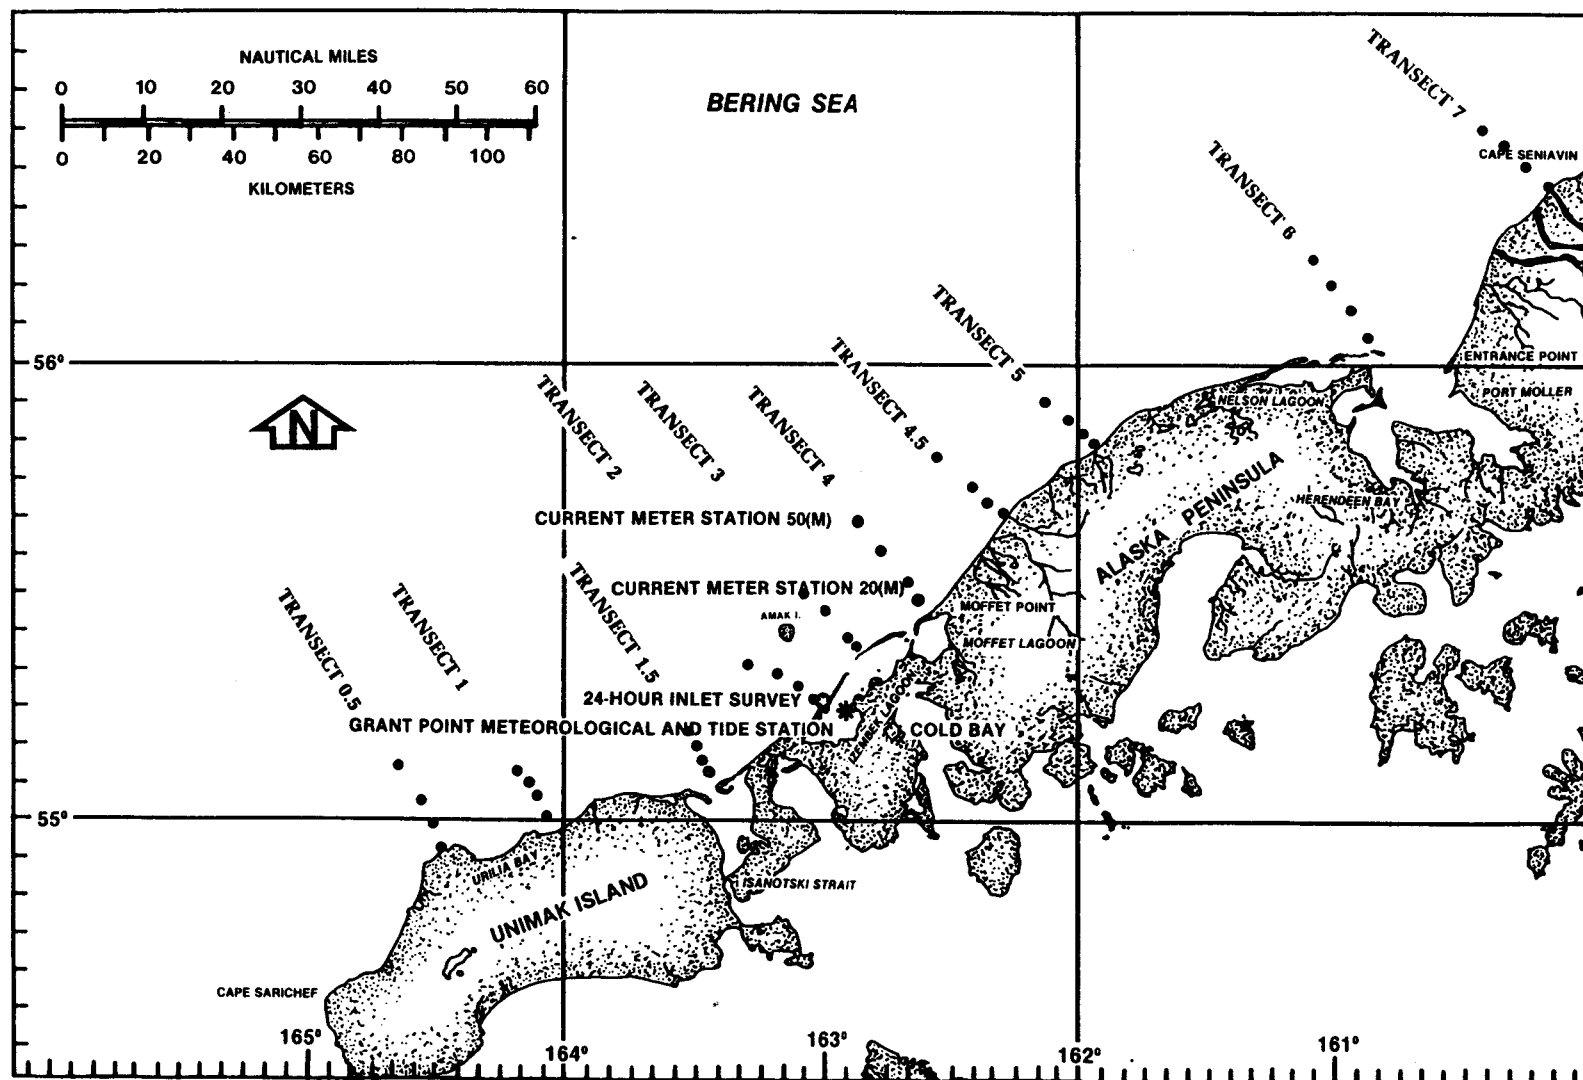 NAUTICAL MILES
0 10 20 30 40 50 60
0 20 40 60 80 100
KILOMETERS
BERING SEA
TRANSECT 7
CAPE SENIAVIN
TRANSECT 6
TRANSECT 5
TRANSECT 4.5
56°
ENTRANCE POINT
PORT MOLLER
NELSON LAGOON
N
TRANSECT 2
TRANSECT 3
TRANSECT 4
HERENDEEN BAY
ALASKA PENINSULA
CURRENT METER STATION 50(M)
CURRENT METER STATION 20(M)
TRANSECT 0.5
TRANSECT 1
TRANSECT 1.5
AMAK I.
MOFFET POINT
MOFFET LAGOON
24-HOUR INLET SURVEY
GRANT POINT METEOROLOGICAL AND TIDE STATION
IZEMBEK LAGOON
COLD BAY
55°
URILIA BAY
ISANOTSKI STRAIT
UNIMAK ISLAND
CAPE SARICHEF
165° 164° 163° 162° 161°